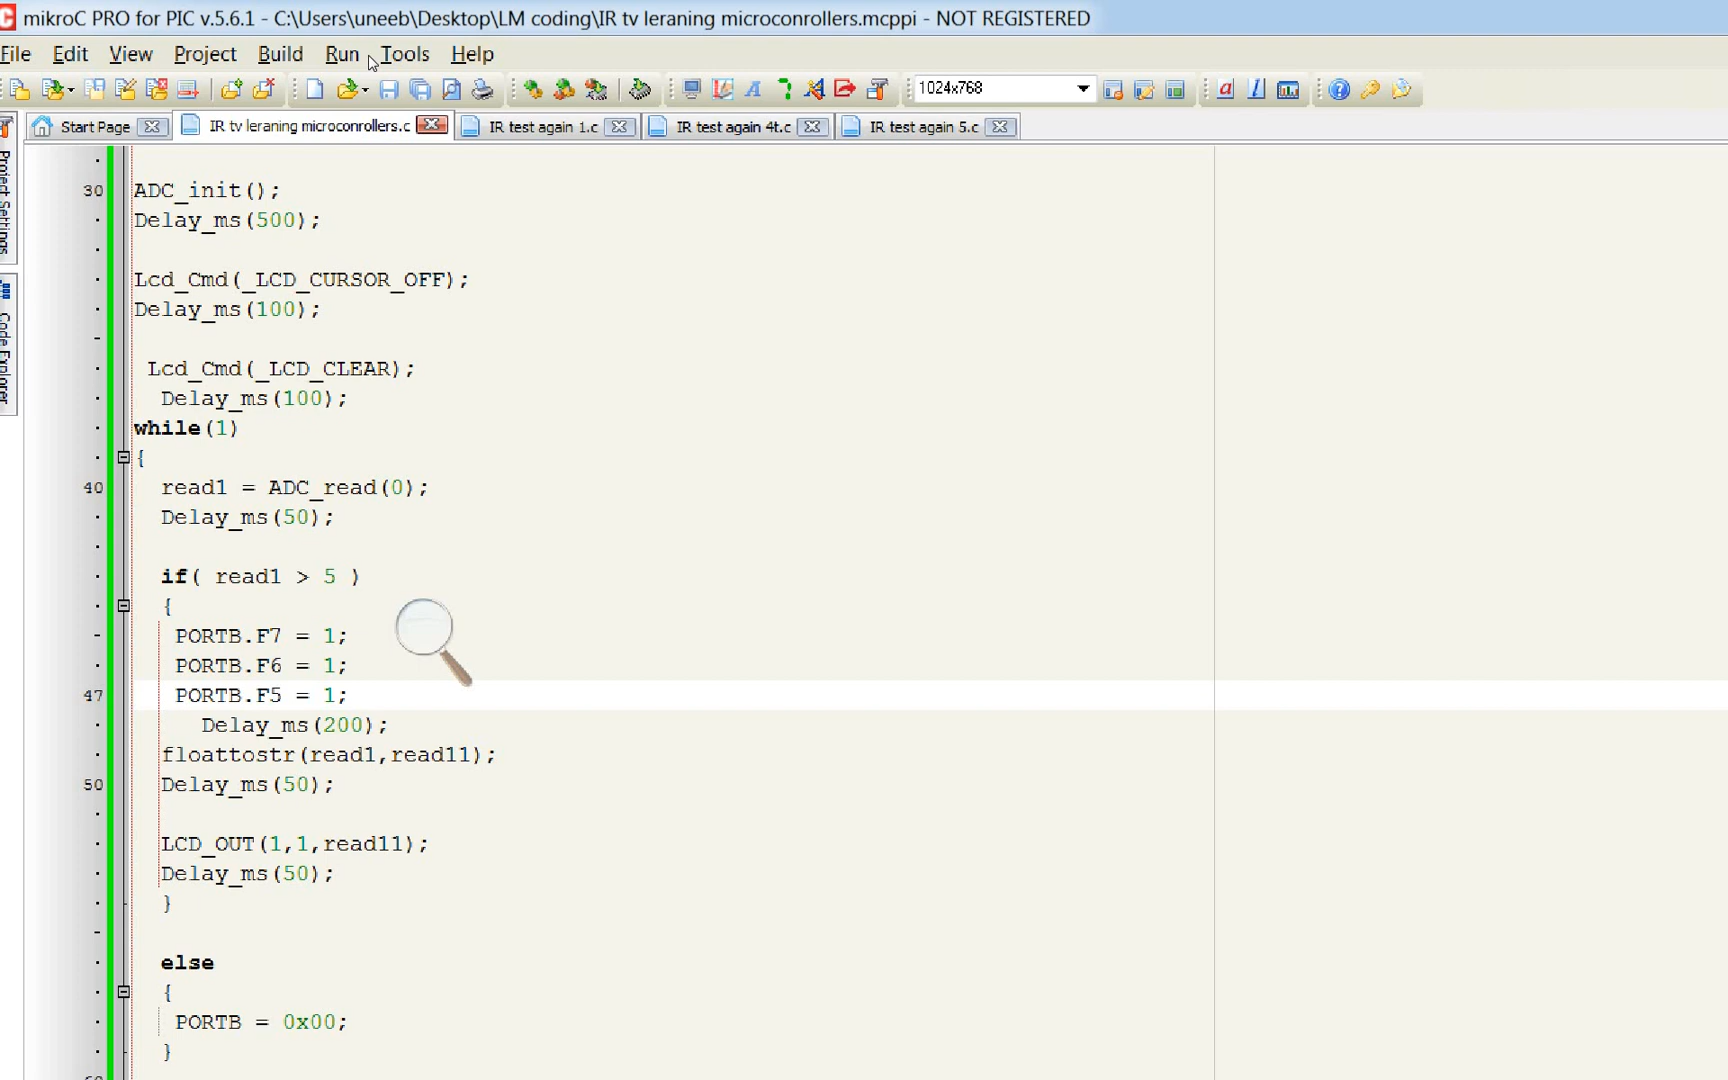 mikroC PRO for PIC v.5.6.1 - C:\Users\uneeb\Desktop\LM coding\IR tv leraning microconrollers.mcppi - NOT REGISTERED
File Edit View Project Build Run Tools Help
1024x768
Start Page IR tv leraning microconrollers.c IR test again 1.c IR test again 4t.c IR test again 5.c
Project Settings
Code Explorer
30 ADC_init();
Delay_ms(500);
Lcd_Cmd(_LCD_CURSOR_OFF);
Delay_ms(100);
Lcd_Cmd(_LCD_CLEAR);
Delay_ms(100);
while(1)
{
40 read1 = ADC_read(0);
Delay_ms(50);
if( read1 > 5 )
{
PORTB.F7 = 1;
PORTB.F6 = 1;
47 PORTB.F5 = 1;
Delay_ms(200);
floattostr(read1,read11);
50 Delay_ms(50);
LCD_OUT(1,1,read11);
Delay_ms(50);
}
else
{
PORTB = 0x00;
}